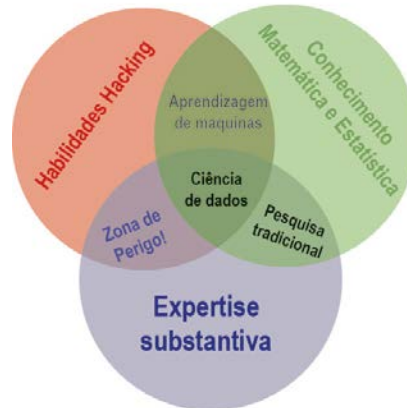 Habilidades Hacking
Conhecimento
Matemática e Estatística
Aprendizagem
de maquinas
Ciência
de dados
Zona de
Perigo!
Pesquisa
tradicional
Expertise
substantiva